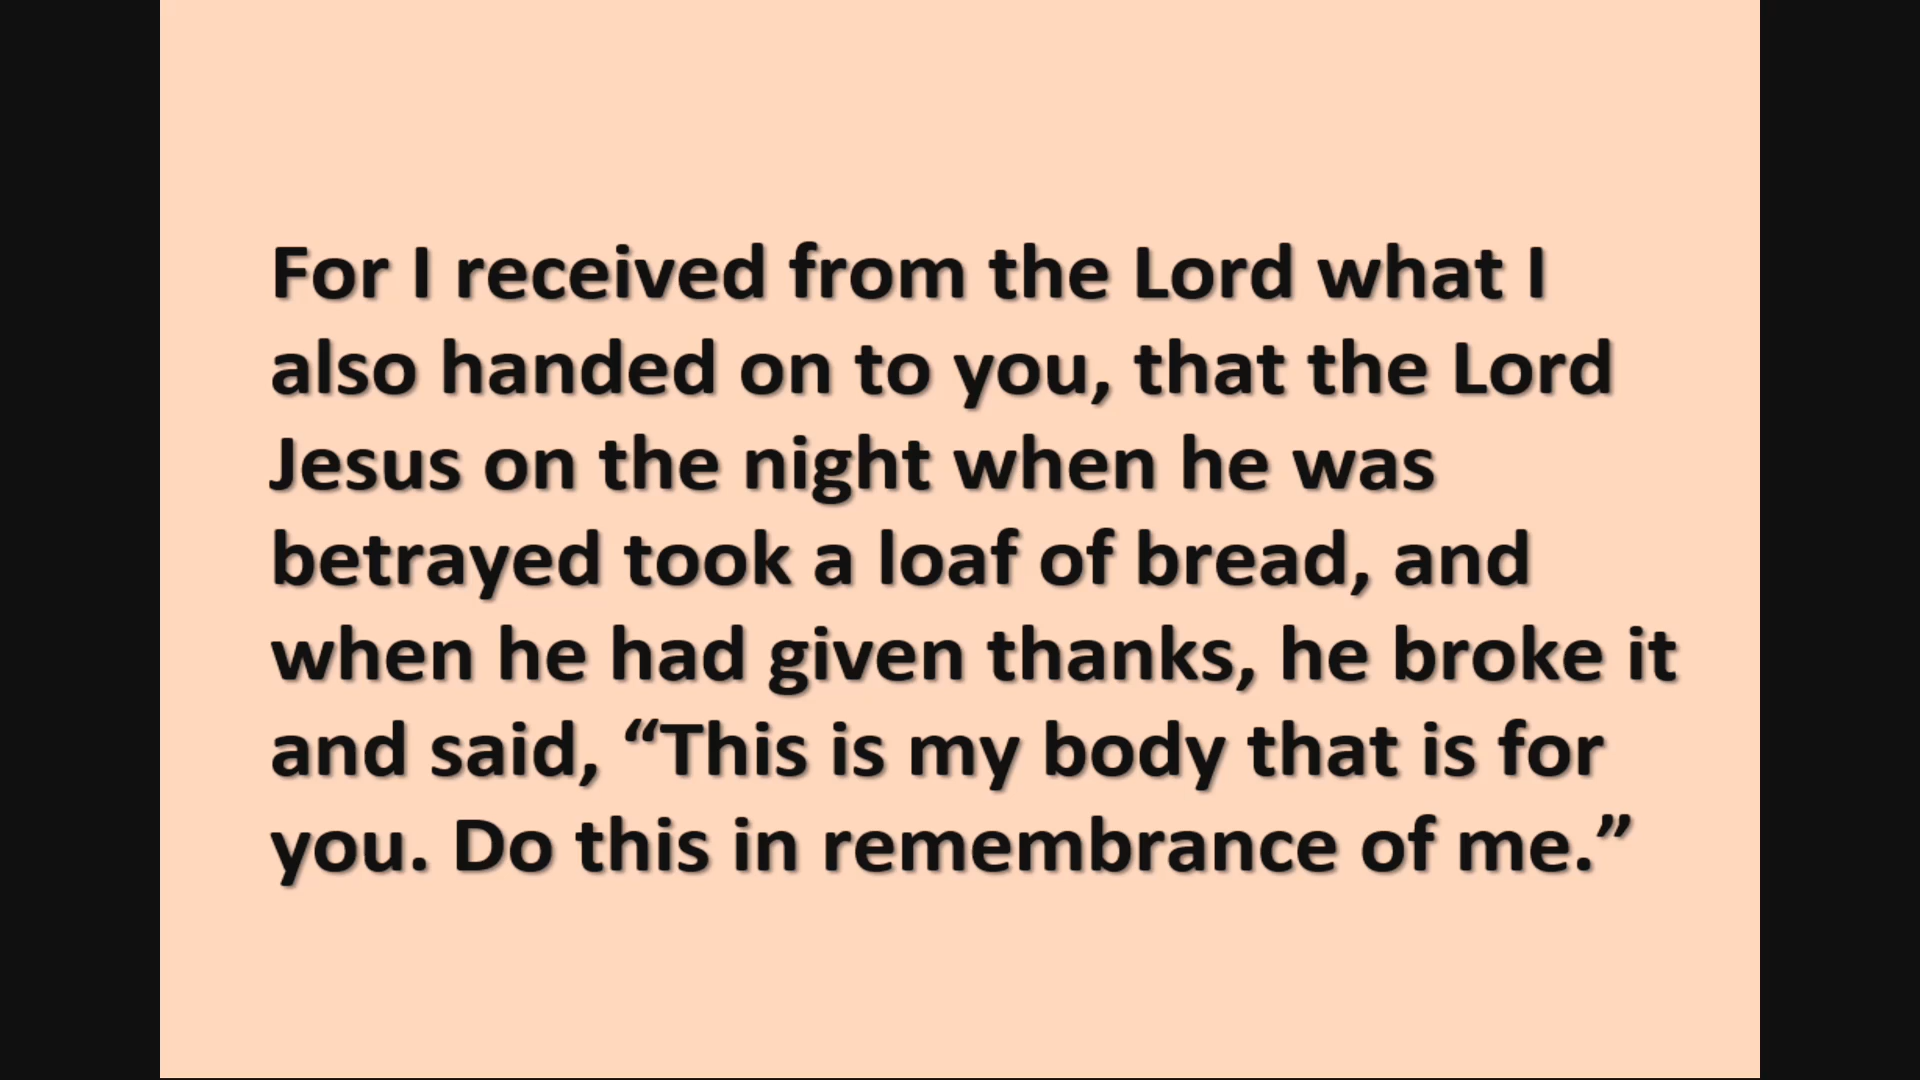 For I received from the Lord what I
also handed on to you, that the Lord
Jesus on the night when he was
betrayed took a loaf of bread, and
when he had given thanks, he broke it
and said, “This is my body that is for
you. Do this in remembrance of me.”